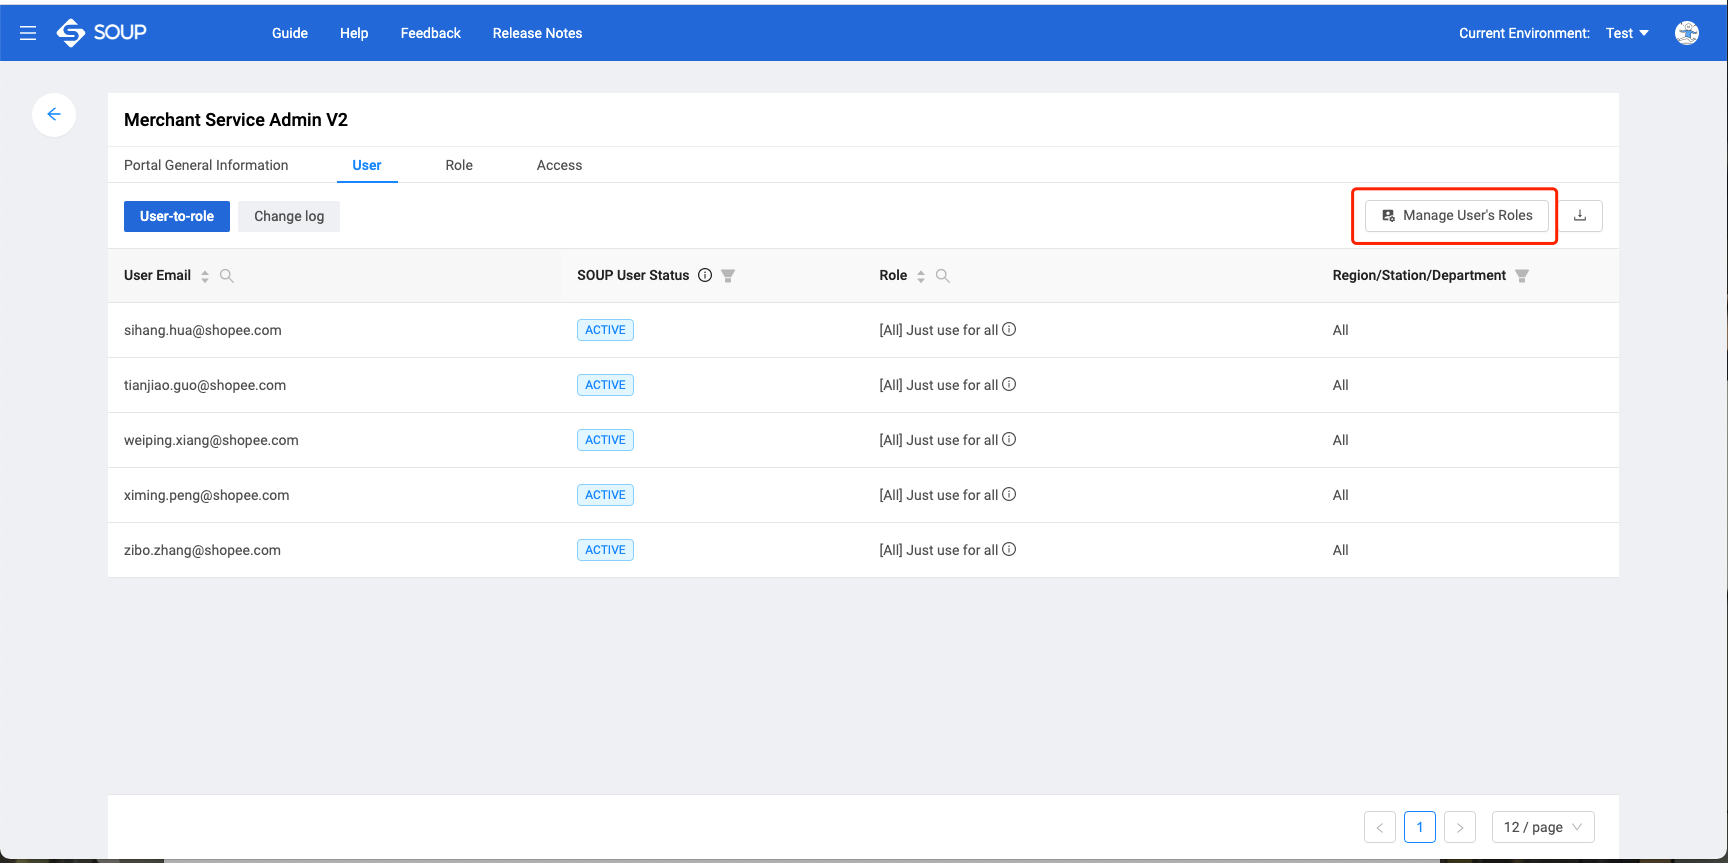 SOUP Guide Help Feedback Release Notes Current Environment: Test
Merchant Service Admin V2
Portal General Information User Role Access
User-to-role Change log Manage User's Roles
User Email SOUP User Status Role Region/Station/Department
sihang.hua@shopee.com ACTIVE [All] Just use for all All
tianjiao.guo@shopee.com ACTIVE [All] Just use for all All
weiping.xiang@shopee.com ACTIVE [All] Just use for all All
ximing.peng@shopee.com ACTIVE [All] Just use for all All
zibo.zhang@shopee.com ACTIVE [All] Just use for all All
1 12 / page